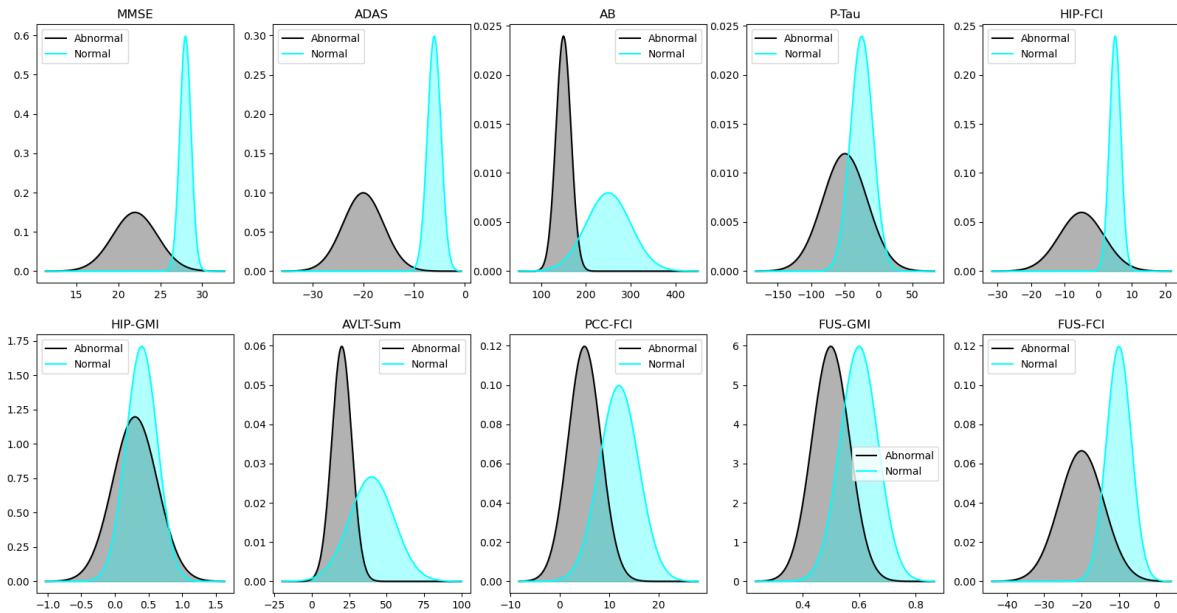 MMSE
0.6
0.5
0.4
0.3
0.2
0.1
0.0
15 20 25 30
Abnormal
Normal
ADAS
0.30
0.25
0.20
0.15
0.10
0.05
0.00
−30 −20 −10 0
Abnormal
Normal
AB
0.025
0.020
0.015
0.010
0.005
0.000
100 200 300 400
Abnormal
Normal
P-Tau
0.025
0.020
0.015
0.010
0.005
0.000
−150 −100 −50 0 50
Abnormal
Normal
HIP-FCI
0.25
0.20
0.15
0.10
0.05
0.00
−30 −20 −10 0 10 20
Abnormal
Normal
HIP-GMI
1.75
1.50
1.25
1.00
0.75
0.50
0.25
0.00
−1.0 −0.5 0.0 0.5 1.0 1.5
Abnormal
Normal
AVLT-Sum
0.06
0.05
0.04
0.03
0.02
0.01
0.00
−25 0 25 50 75 100
Abnormal
Normal
PCC-FCI
0.12
0.10
0.08
0.06
0.04
0.02
0.00
−10 0 10 20
Abnormal
Normal
FUS-GMI
6
5
4
3
2
1
0
0.4 0.6 0.8
Abnormal
Normal
FUS-FCI
0.12
0.10
0.08
0.06
0.04
0.02
0.00
−40 −30 −20 −10 0
Abnormal
Normal